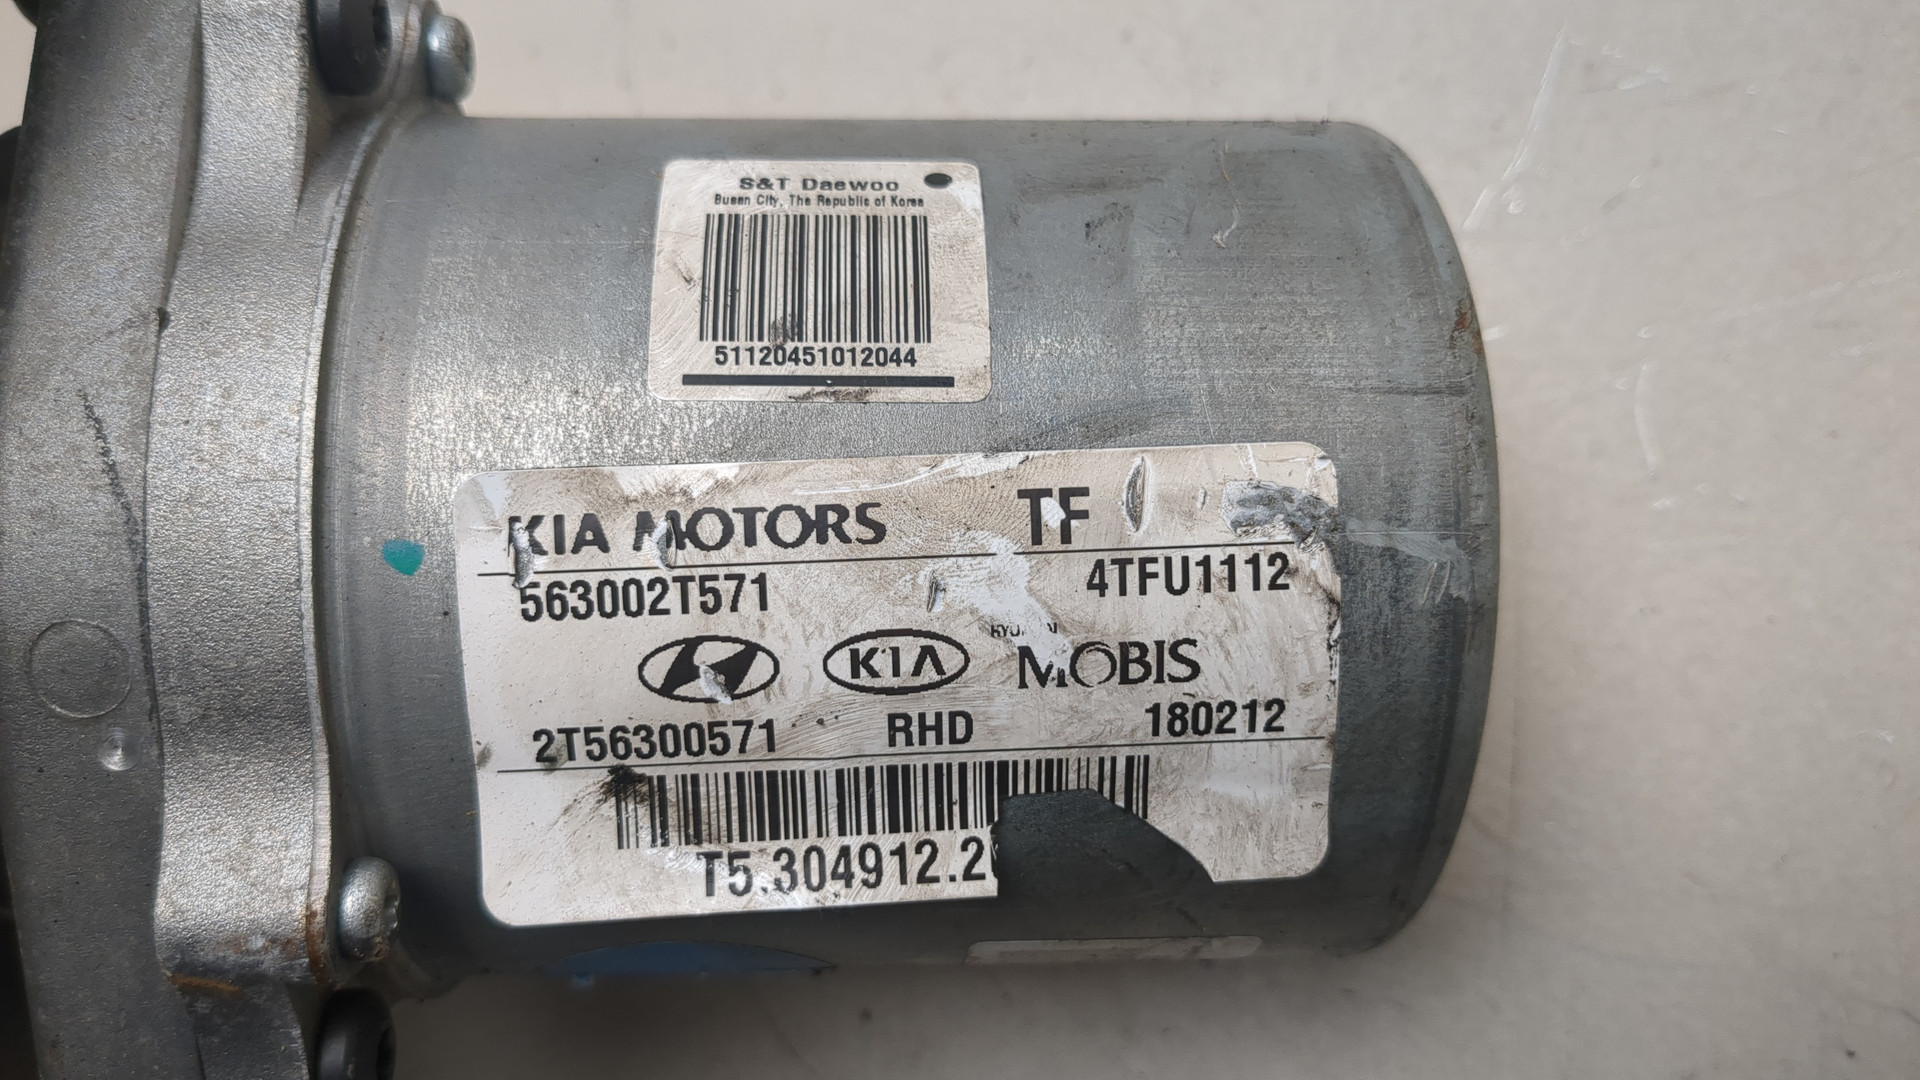 S&T Daewoo
Busan City, The Republic of Korea
51120451012044
KIA MOTORS TF
563002T571 4TFU1112
KIA MOBIS
2T56300571 RHD 180212
T5.304912.2